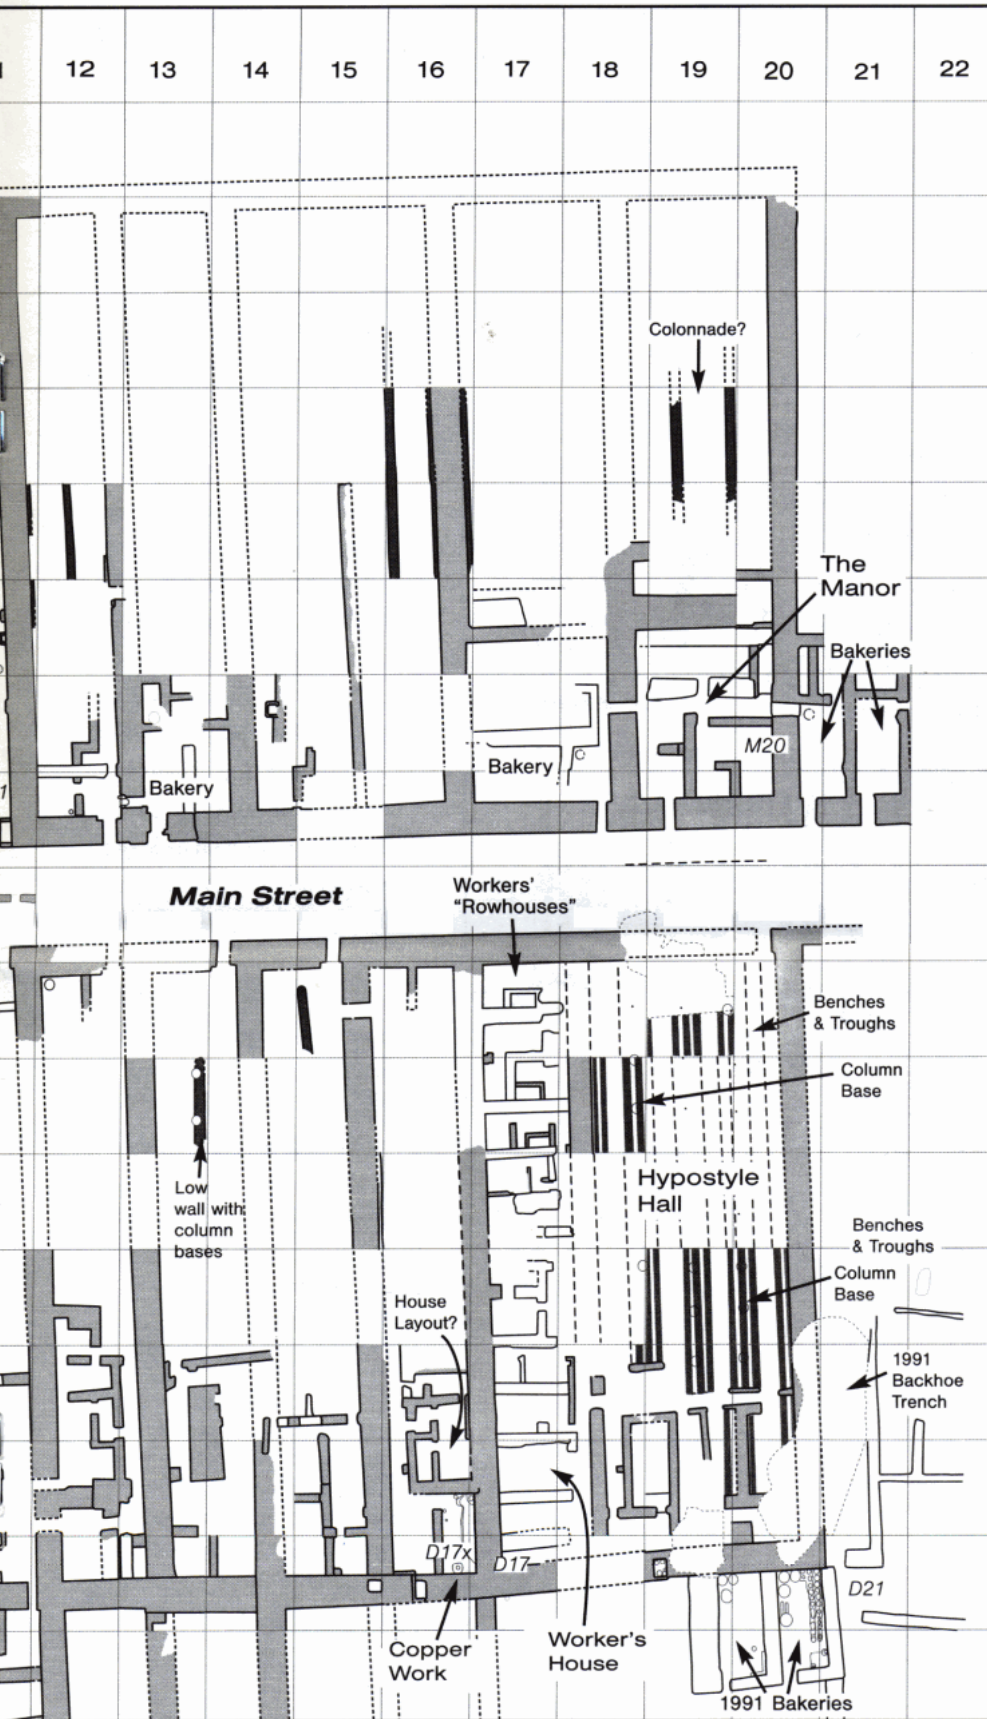 12 13 14 15 16 17 18 19 20 21 22
Colonnade?
The
Manor
Bakeries
M20
Bakery
Bakery
1
Main Street
Workers'
“Rowhouses”
Benches
& Troughs
Column
Base
Hypostyle
Hall
Low
wall with
column
bases
Benches
& Troughs
Column
Base
House
Layout?
1991
Backhoe
Trench
D17x
D17
D21
Copper
Work
Worker's
House
1991 Bakeries